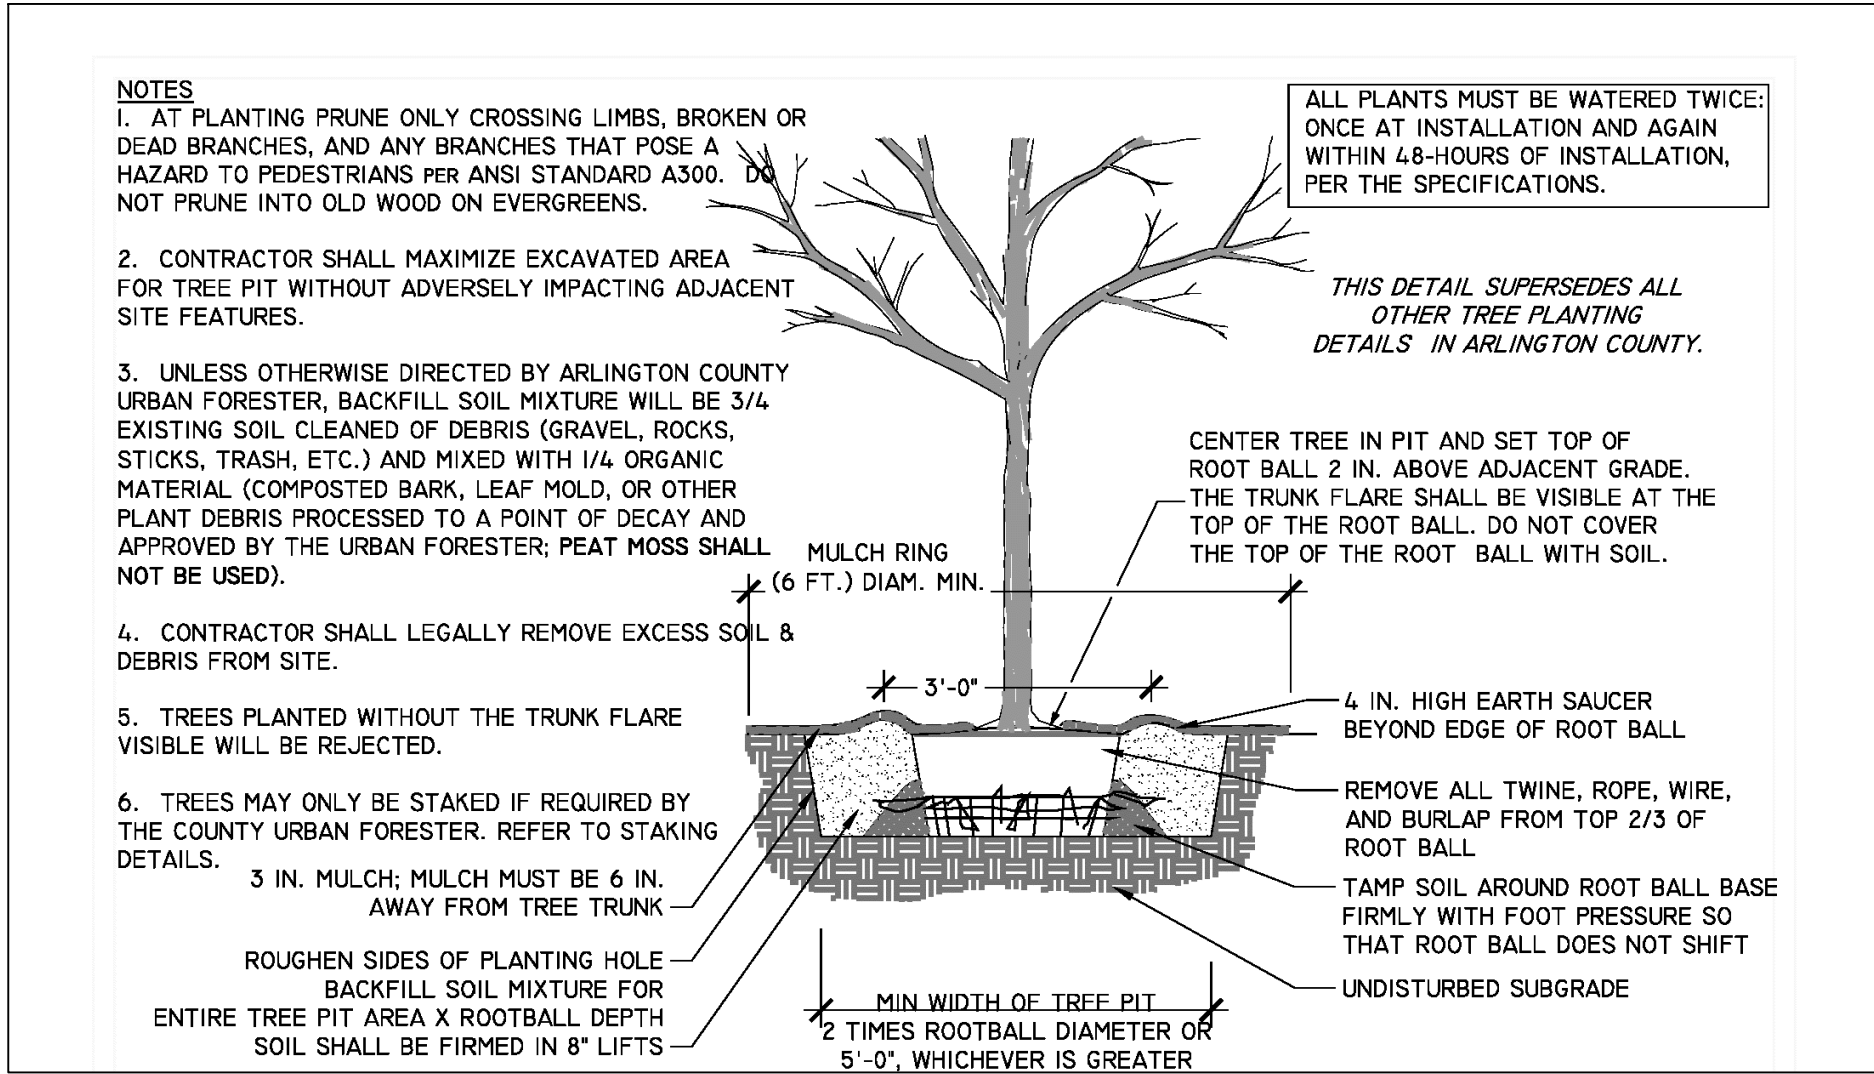 NOTES
1. AT PLANTING PRUNE ONLY CROSSING LIMBS, BROKEN OR
DEAD BRANCHES, AND ANY BRANCHES THAT POSE A
HAZARD TO PEDESTRIANS PER ANSI STANDARD A300. DO
NOT PRUNE INTO OLD WOOD ON EVERGREENS.
2. CONTRACTOR SHALL MAXIMIZE EXCAVATED AREA
FOR TREE PIT WITHOUT ADVERSELY IMPACTING ADJACENT
SITE FEATURES.
3. UNLESS OTHERWISE DIRECTED BY ARLINGTON COUNTY
URBAN FORESTER, BACKFILL SOIL MIXTURE WILL BE 3/4
EXISTING SOIL CLEANED OF DEBRIS (GRAVEL, ROCKS,
STICKS, TRASH, ETC.) AND MIXED WITH 1/4 ORGANIC
MATERIAL (COMPOSTED BARK, LEAF MOLD, OR OTHER
PLANT DEBRIS PROCESSED TO A POINT OF DECAY AND
APPROVED BY THE URBAN FORESTER; PEAT MOSS SHALL
NOT BE USED).
4. CONTRACTOR SHALL LEGALLY REMOVE EXCESS SOIL &
DEBRIS FROM SITE.
5. TREES PLANTED WITHOUT THE TRUNK FLARE
VISIBLE WILL BE REJECTED.
6. TREES MAY ONLY BE STAKED IF REQUIRED BY
THE COUNTY URBAN FORESTER. REFER TO STAKING
DETAILS.
3 IN. MULCH; MULCH MUST BE 6 IN.
AWAY FROM TREE TRUNK
ROUGHEN SIDES OF PLANTING HOLE
BACKFILL SOIL MIXTURE FOR
ENTIRE TREE PIT AREA X ROOTBALL DEPTH
SOIL SHALL BE FIRMED IN 8" LIFTS
MULCH RING
(6 FT.) DIAM. MIN.
3'-0"
MIN WIDTH OF TREE PIT
2 TIMES ROOTBALL DIAMETER OR
5'-0", WHICHEVER IS GREATER
ALL PLANTS MUST BE WATERED TWICE:
ONCE AT INSTALLATION AND AGAIN
WITHIN 48-HOURS OF INSTALLATION,
PER THE SPECIFICATIONS.
THIS DETAIL SUPERSEDES ALL
OTHER TREE PLANTING
DETAILS IN ARLINGTON COUNTY.
CENTER TREE IN PIT AND SET TOP OF
ROOT BALL 2 IN. ABOVE ADJACENT GRADE.
THE TRUNK FLARE SHALL BE VISIBLE AT THE
TOP OF THE ROOT BALL. DO NOT COVER
THE TOP OF THE ROOT BALL WITH SOIL.
4 IN. HIGH EARTH SAUCER
BEYOND EDGE OF ROOT BALL
REMOVE ALL TWINE, ROPE, WIRE,
AND BURLAP FROM TOP 2/3 OF
ROOT BALL
TAMP SOIL AROUND ROOT BALL BASE
FIRMLY WITH FOOT PRESSURE SO
THAT ROOT BALL DOES NOT SHIFT
UNDISTURBED SUBGRADE